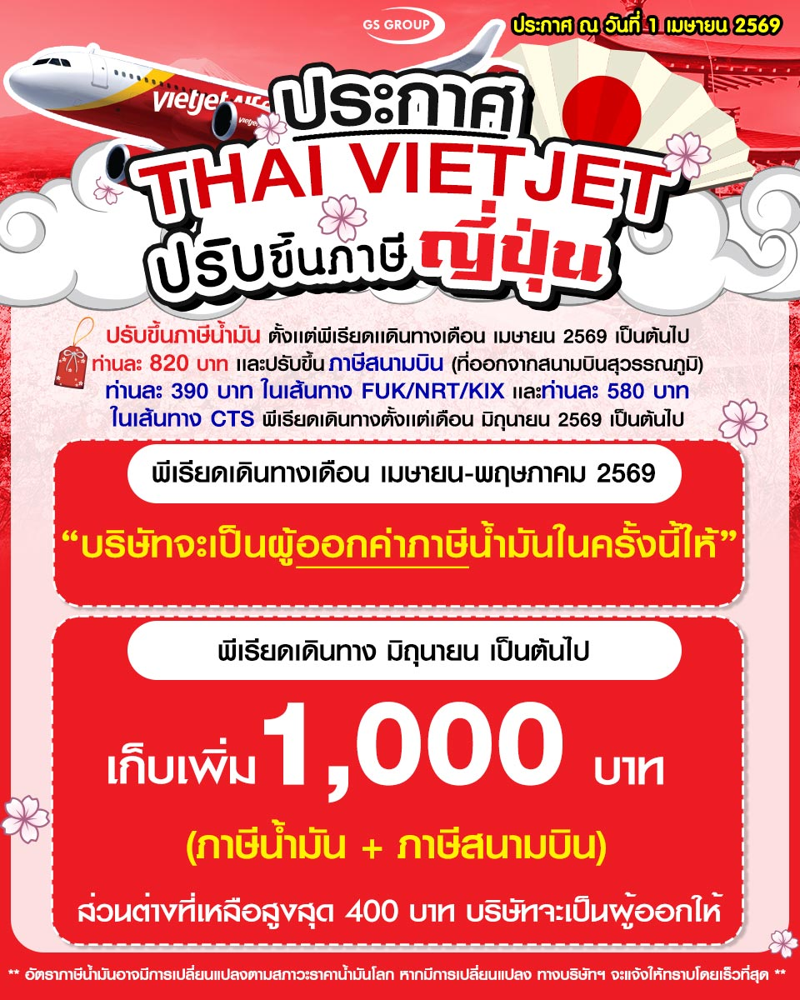 GS GROUP
ประกาศ ณ วันที่ 1 เมษายน 2569
vietjet
ประกาศ
THAI VIETJET
ปรับขึ้นภาษี ญี่ปุ่น
ปรับขึ้นภาษีน้ำมัน ตั้งแต่พีเรียดแดินทางเดือน เมษายน 2569 เป็นต้นไป
ท่านละ 820 บาท และปรับขึ้น ภาษีสนามบิน (ที่ออกจากสนามบินสุวรรณภูมิ)
ท่านละ 390 บาท ในเส้นทาง FUK/NRT/KIX และท่านละ 580 บาท
ในเส้นทาง CTS พีเรียดเดินทางตั้งแต่เดือน มิถุนายน 2569 เป็นต้นไป
พีเรียดเดินทางเดือน เมษายน-พฤษภาคม 2569
“บริษัทจะเป็นผู้ออกค่าภาษีน้ำมันในครั้งนี้ให้”
พีเรียดเดินทาง มิถุนายน เป็นต้นไป
เก็บเพิ่ม 1,000 บาท
(ภาษีน้ำมัน + ภาษีสนามบิน)
ส่วนต่างที่เหลือสูงสุด 400 บาท บริษัทจะเป็นผู้ออกให้
** อัตราภาษีน้ำมันอาจมีการเปลี่ยนแปลงตามสภาวะราคาน้ำมันโลก หากมีการเปลี่ยนแปลง ทางบริษัทฯ จะแจ้งให้ทราบโดยเร็วที่สุด **